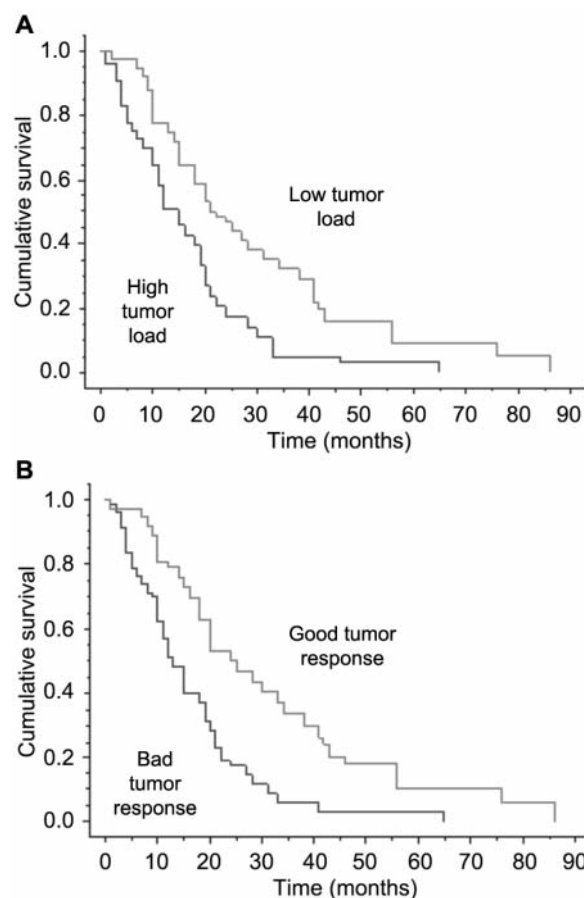 A
1.0
0.8
0.6
0.4
0.2
0.0
Cumulative survival
Low tumor
load
High
tumor
load
0 10 20 30 40 50 60 70 80 90
Time (months)
B
1.0
0.8
0.6
0.4
0.2
0.0
Cumulative survival
Good tumor
response
Bad
tumor
response
0 10 20 30 40 50 60 70 80 90
Time (months)